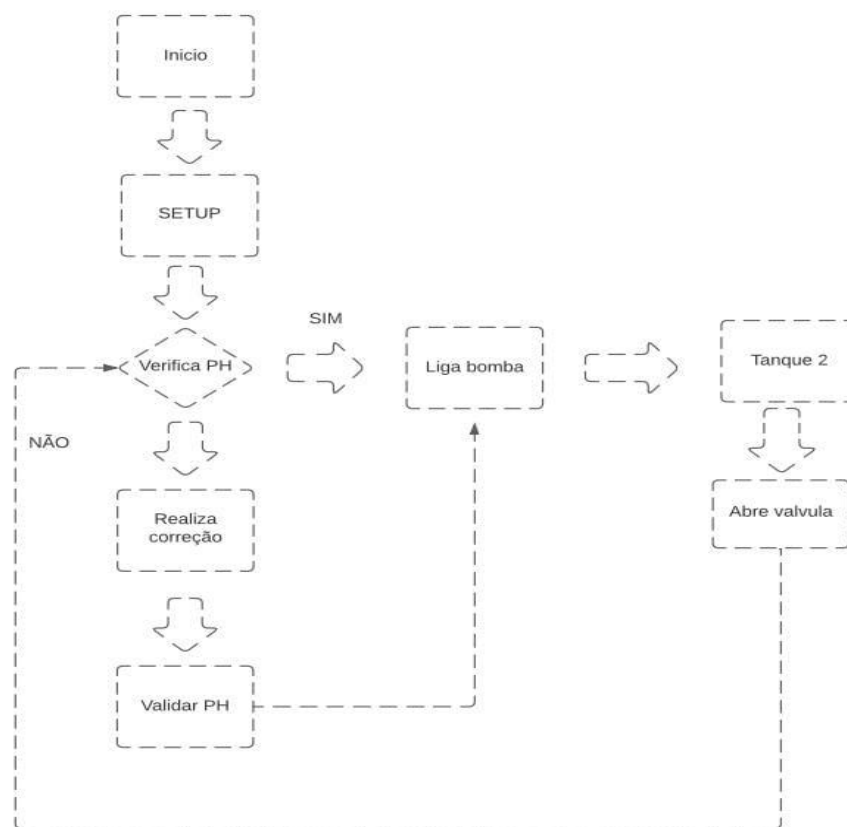 Inicio
SETUP
SIM
Verifica PH
Liga bomba
Tanque 2
NÃO
Realiza
correção
Abre valvula
Validar PH